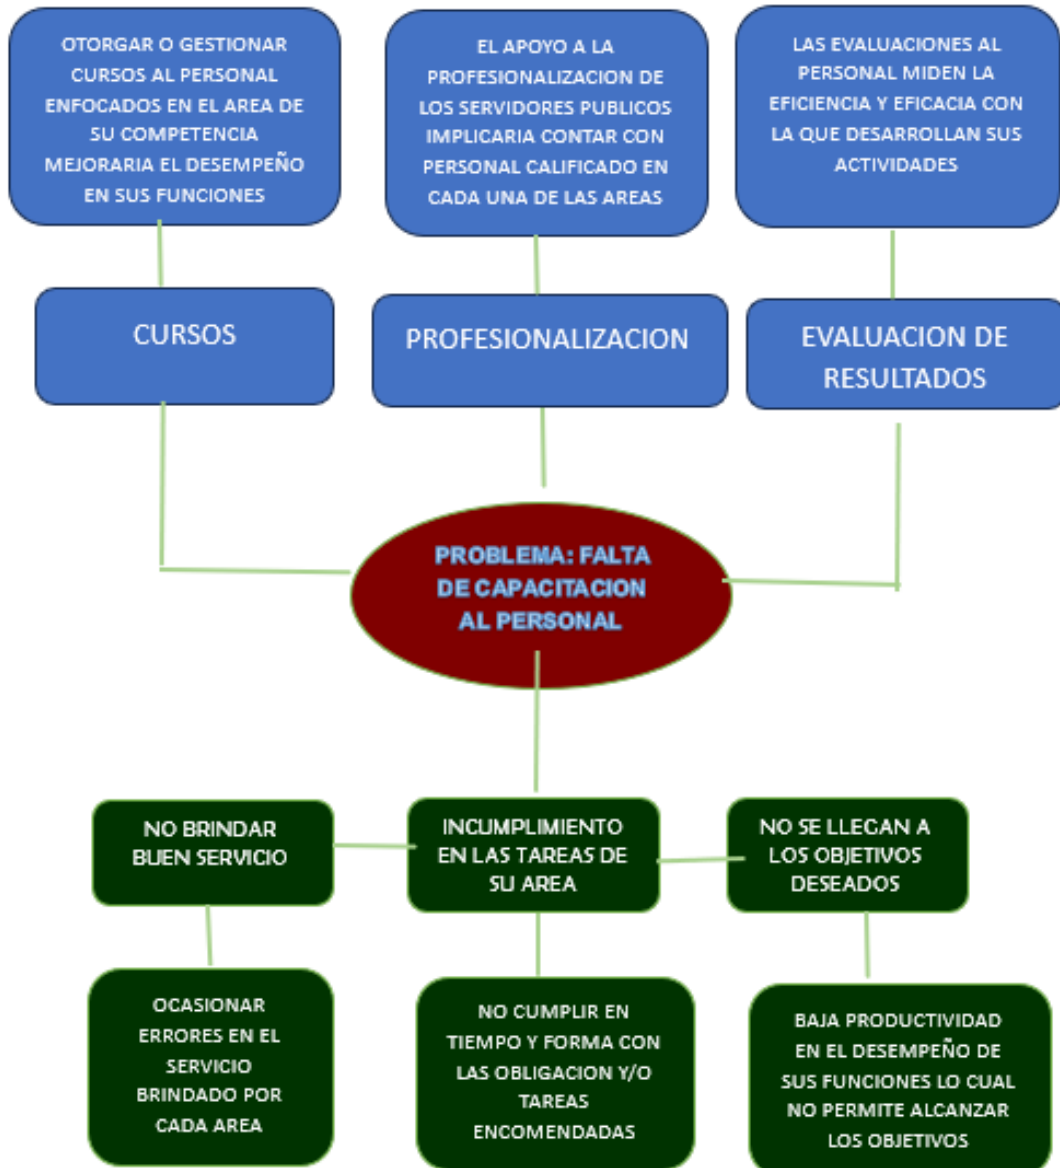 OTORGAR O GESTIONAR
CURSOS AL PERSONAL
ENFOCADOS EN EL AREA DE
SU COMPETENCIA
MEJORARIA EL DESEMPEÑO
EN SUS FUNCIONES
EL APOYO A LA
PROFESIONALIZACION DE
LOS SERVIDORES PUBLICOS
IMPLICARIA CONTAR CON
PERSONAL CALIFICADO EN
CADA UNA DE LAS AREAS
LAS EVALUACIONES AL
PERSONAL MIDEN LA
EFICIENCIA Y EFICACIA CON
LA QUE DESARROLLAN SUS
ACTIVIDADES
CURSOS
PROFESIONALIZACION
EVALUACION DE
RESULTADOS
PROBLEMA: FALTA
DE CAPACITACION
AL PERSONAL
NO BRINDAR
BUEN SERVICIO
INCUMPLIMIENTO
EN LAS TAREAS DE
SU AREA
NO SE LLEGAN A
LOS OBJETIVOS
DESEADOS
OCASIONAR
ERRORES EN EL
SERVICIO
BRINDADO POR
CADA AREA
NO CUMPLIR EN
TIEMPO Y FORMA CON
LAS OBLIGACION Y/O
TAREAS
ENCOMENDADAS
BAJA PRODUCTIVIDAD
EN EL DESEMPEÑO DE
SUS FUNCIONES LO CUAL
NO PERMITE ALCANZAR
LOS OBJETIVOS